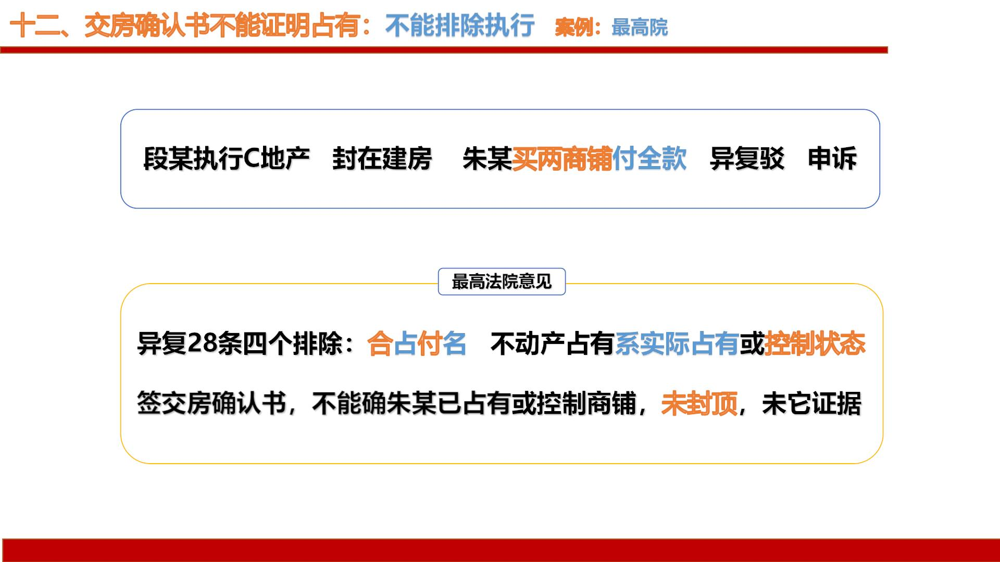 十二、交房确认书不能证明占有：不能排除执行 案例：最高院
段某执行C地产 封在建房 朱某买两商铺付全款 异复驳 申诉
最高法院意见
异复28条四个排除：合占付名 不动产占有系实际占有或控制状态
签交房确认书，不能确朱某已占有或控制商铺，未封顶，未它证据